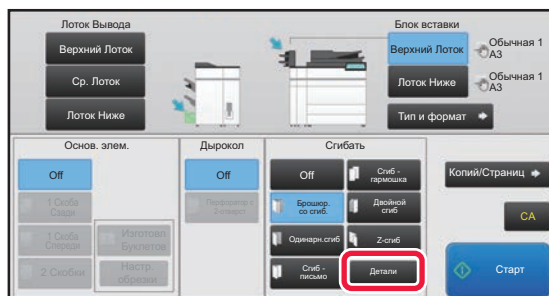 Лоток Вывода
Блок вставки
Верхний Лоток
Ср. Лоток
Лоток Ниже
Верхний Лоток
Обычная 1
A3
Лоток Ниже
Обычная 1
A3
Тип и формат
Основ. элем.
Off
1 Скоба
Сзади
1 Скоба
Спереди
2 Скобки
Изготовл
Буклетов
Настр.
обрезки
Дырокол
Off
Перфоратор с
2-отверст
Сгибать
Off
Сгиб -
гармошка
Брошюр.
со сгиб.
Двойной
сгиб
Одинарн.сгиб
Z-сгиб
Сгиб -
письмо
Детали
Копий/Страниц
CA
Старт